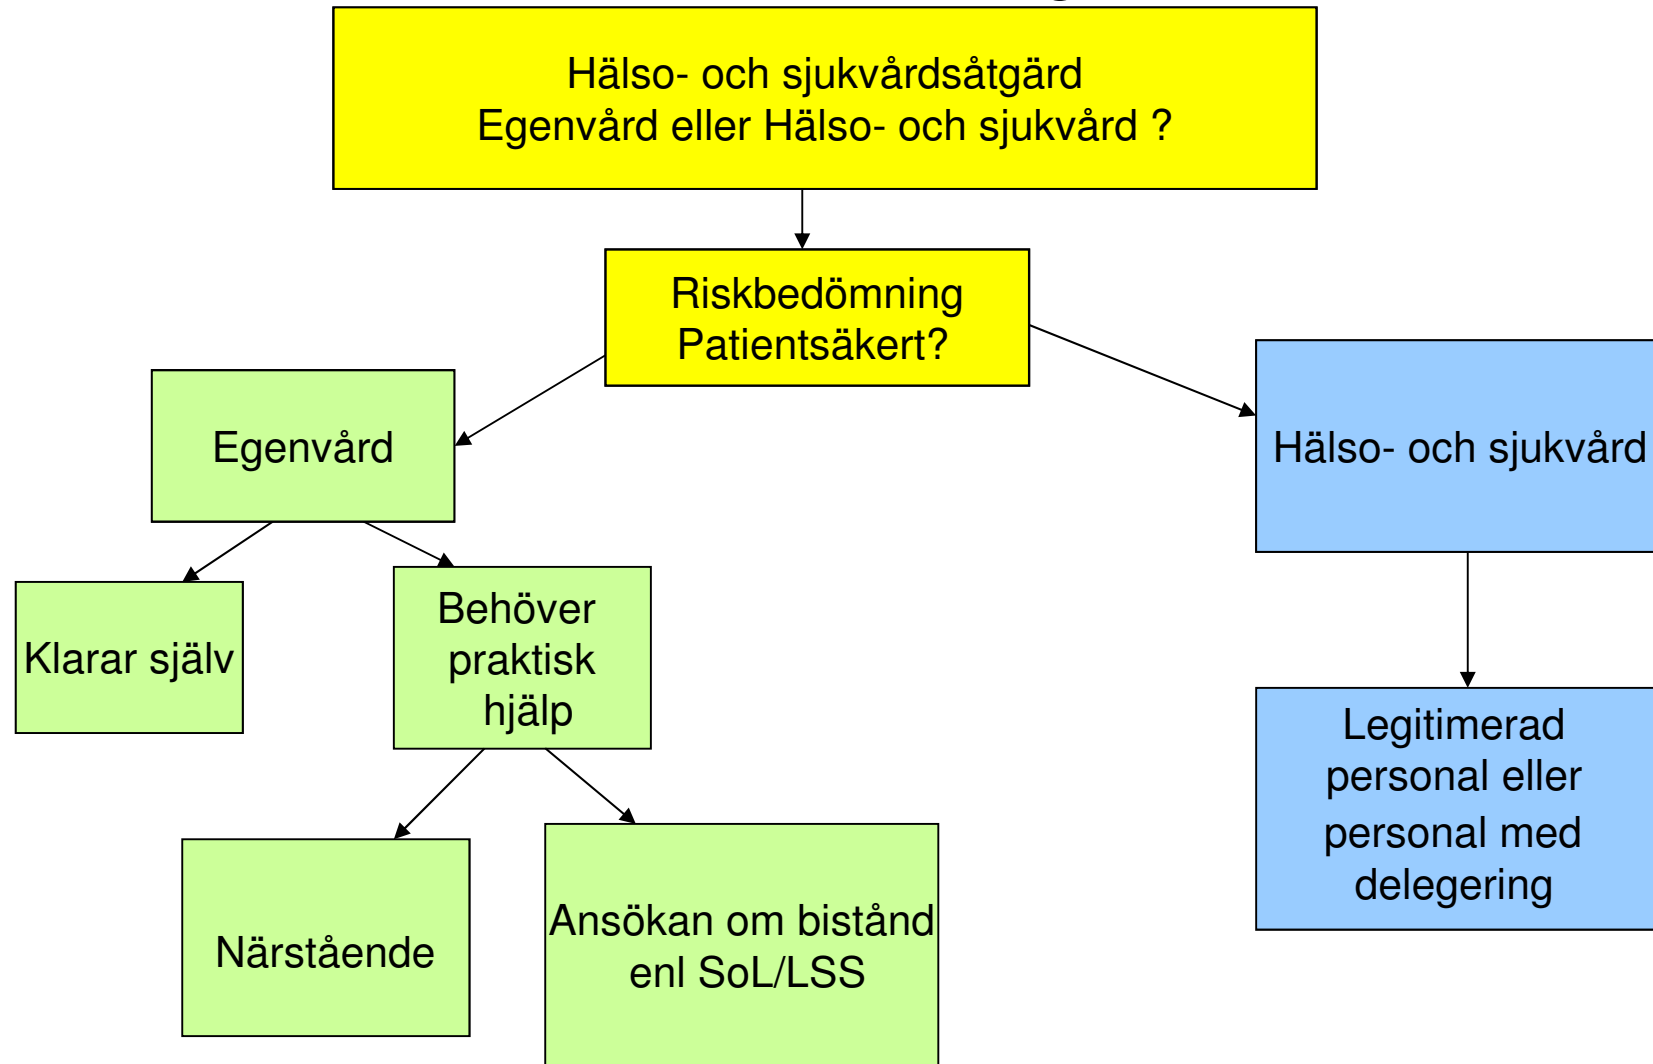 Hälso- och sjukvårdsåtgärd
Egenvård eller Hälso- och sjukvård ?
Riskbedömning
Patientsäkert?
Egenvård
Hälso- och sjukvård
Klarar själv
Behöver
praktisk
hjälp
Legitimerad
personal eller
personal med
delegering
Närstående
Ansökan om bistånd
enl SoL/LSS